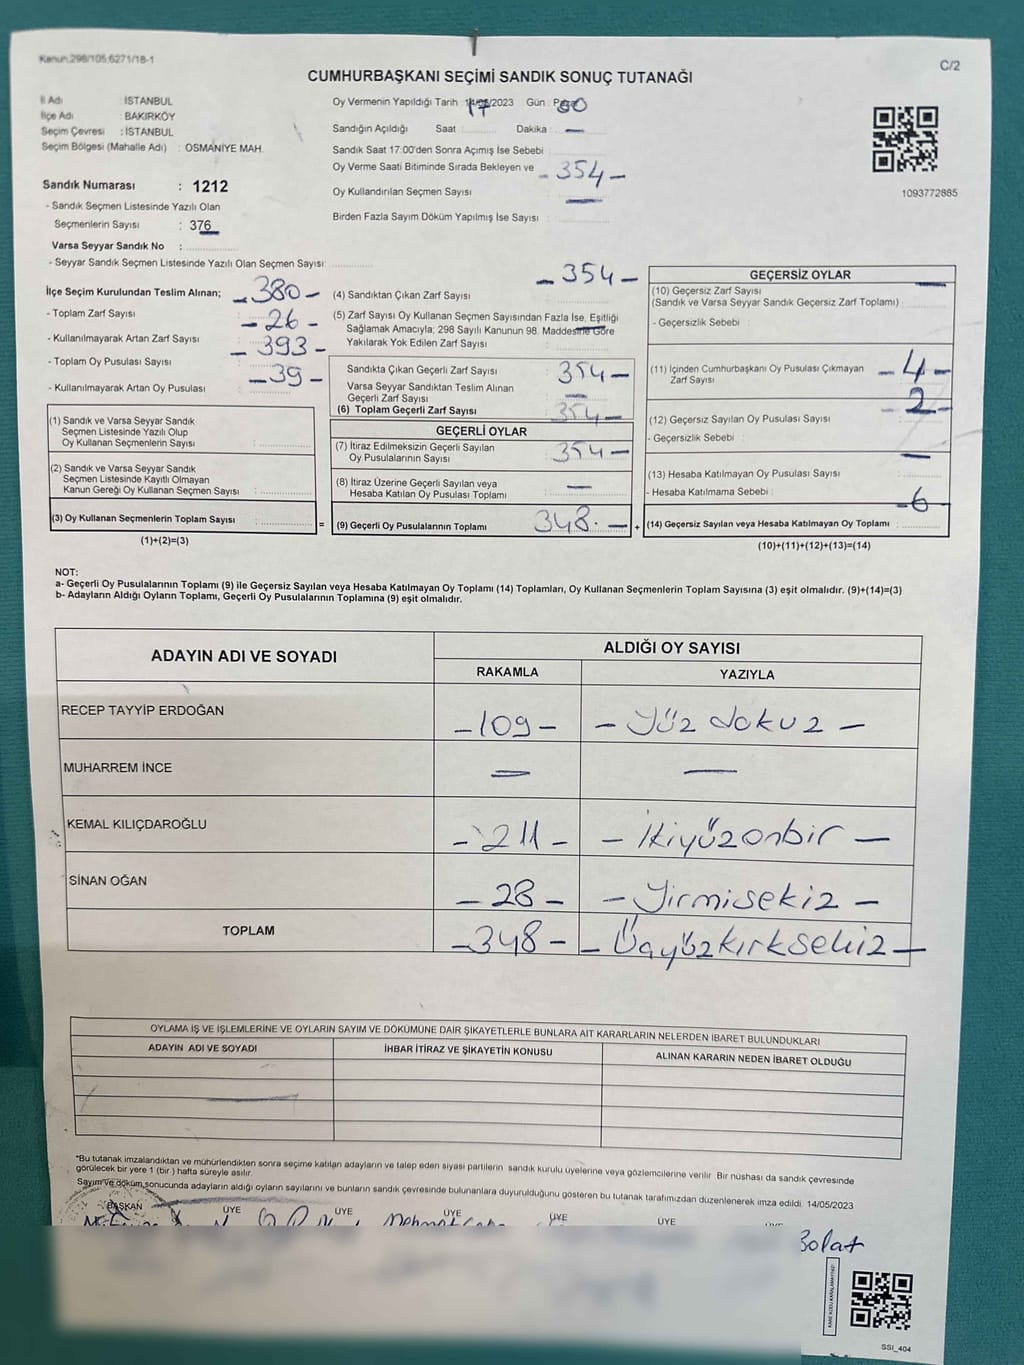 Kanun:298/105;6271/18-1
C/2
CUMHURBAŞKANI SEÇİMİ SANDIK SONUÇ TUTANAĞI
İl Adı : İSTANBUL
İlçe Adı : BAKIRKÖY
Seçim Çevresi : İSTANBUL
Seçim Bölgesi (Mahalle Adı) : OSMANİYE MAH.
Oy Vermenin Yapıldığı Tarih /2023 Gün :
Sandığın Açıldığı Saat : Dakika : —
Sandık Saat 17:00'den Sonra Açımış İse Sebebi :
Oy Verme Saati Bitiminde Sırada Bekleyen ve
Oy Kullandırılan Seçmen Sayısı - 354 -
Birden Fazla Sayım Döküm Yapılmış İse Sayısı :
1093772885
Sandık Numarası : 1212
- Sandık Seçmen Listesinde Yazılı Olan
Seçmenlerin Sayısı : 376
Varsa Seyyar Sandık No :
- Seyyar Sandık Seçmen Listesinde Yazılı Olan Seçmen Sayısı:
İlçe Seçim Kurulundan Teslim Alınan;
- Toplam Zarf Sayısı - 380 -
- Kullanılmayarak Artan Zarf Sayısı - 26 -
- Toplam Oy Pusulası Sayısı - 393 -
- Kullanılmayarak Artan Oy Pusulası - 39 -
(1) Sandık ve Varsa Seyyar Sandık
Seçmen Listesinde Yazılı Olup
Oy Kullanan Seçmenlerin Sayısı :
(2) Sandık ve Varsa Seyyar Sandık
Seçmen Listesinde Kayıtlı Olmayan
Kanun Gereği Oy Kullanan Seçmen Sayısı :
(3) Oy Kullanan Seçmenlerin Toplam Sayısı : =
(1)+(2)=(3)
(4) Sandıktan Çıkan Zarf Sayısı - 354 -
(5) Zarf Sayısı Oy Kullanan Seçmen Sayısından Fazla İse, Eşitliği
Sağlamak Amacıyla; 298 Sayılı Kanunun 98. Maddesine Göre
Yakılarak Yok Edilen Zarf Sayısı :
Sandıkta Çıkan Geçerli Zarf Sayısı : 354 -
Varsa Seyyar Sandıktan Teslim Alınan
Geçerli Zarf Sayısı : —
(6) Toplam Geçerli Zarf Sayısı : 354 -
GEÇERLİ OYLAR
(7) İtiraz Edilmeksizin Geçerli Sayılan
Oy Pusulalarının Sayısı : 354 -
(8) İtiraz Üzerine Geçerli Sayılan veya
Hesaba Katılan Oy Pusulası Toplamı : —
(9) Geçerli Oy Pusulalarının Toplamı 348. - +
GEÇERSİZ OYLAR
(10) Geçersiz Zarf Sayısı —
(Sandık ve Varsa Seyyar Sandık Geçersiz Zarf Toplamı) :
- Geçersizlik Sebebi :
(11) İçinden Cumhurbaşkanı Oy Pusulası Çıkmayan
Zarf Sayısı - 4 -
(12) Geçersiz Sayılan Oy Pusulası Sayısı - 2 -
- Geçersizlik Sebebi :
(13) Hesaba Katılmayan Oy Pusulası Sayısı —
- Hesaba Katılmama Sebebi :
(14) Geçersiz Sayılan veya Hesaba Katılmayan Oy Toplamı : - 6 -
(10)+(11)+(12)+(13)=(14)
NOT:
a- Geçerli Oy Pusulalarının Toplamı (9) ile Geçersiz Sayılan veya Hesaba Katılmayan Oy Toplamı (14) Toplamları, Oy Kullanan Seçmenlerin Toplam Sayısına (3) eşit olmalıdır. (9)+(14)=(3)
b- Adayların Aldığı Oyların Toplamı, Geçerli Oy Pusulalarının Toplamına (9) eşit olmalıdır.
ADAYIN ADI VE SOYADI
ALDIĞI OY SAYISI
RAKAMLA YAZIYLA
RECEP TAYYİP ERDOĞAN - 109 - - Yüz dokuz -
MUHARREM İNCE — —
KEMAL KILIÇDAROĞLU - 211 - - İkiyüzonbir -
SİNAN OĞAN - 28 - - Yirmisekiz -
TOPLAM - 348 - - Üçyüzkırksekiz -
OYLAMA İŞ VE İŞLEMLERİNE VE OYLARIN SAYIM VE DÖKÜMÜNE DAİR ŞİKAYETLERLE BUNLARA AİT KARARLARIN NELERDEN İBARET BULUNDUKLARI
ADAYIN ADI VE SOYADI İHBAR İTİRAZ VE ŞİKAYETİN KONUSU ALINAN KARARIN NEDEN İBARET OLDUĞU
*Bu tutanak imzalandıktan ve mühürlendikten sonra seçime katılan adayların ve talep eden siyasi partilerin sandık kurulu üyelerine veya gözlemcilerine verilir. Bir nüshası da sandık çevresinde
görülecek bir yere 1 (bir ) hafta süreyle asılır.
Sayım ve döküm sonucunda adayların aldığı oyların sayılarını ve bunların sandık çevresinde bulunanlara duyurulduğunu gösteren bu tutanak tarafımızdan düzenlenerek imza edildi. 14/05/2023
BAŞKAN ÜYE ÜYE ÜYE ÜYE ÜYE
Bolat
SSI_404